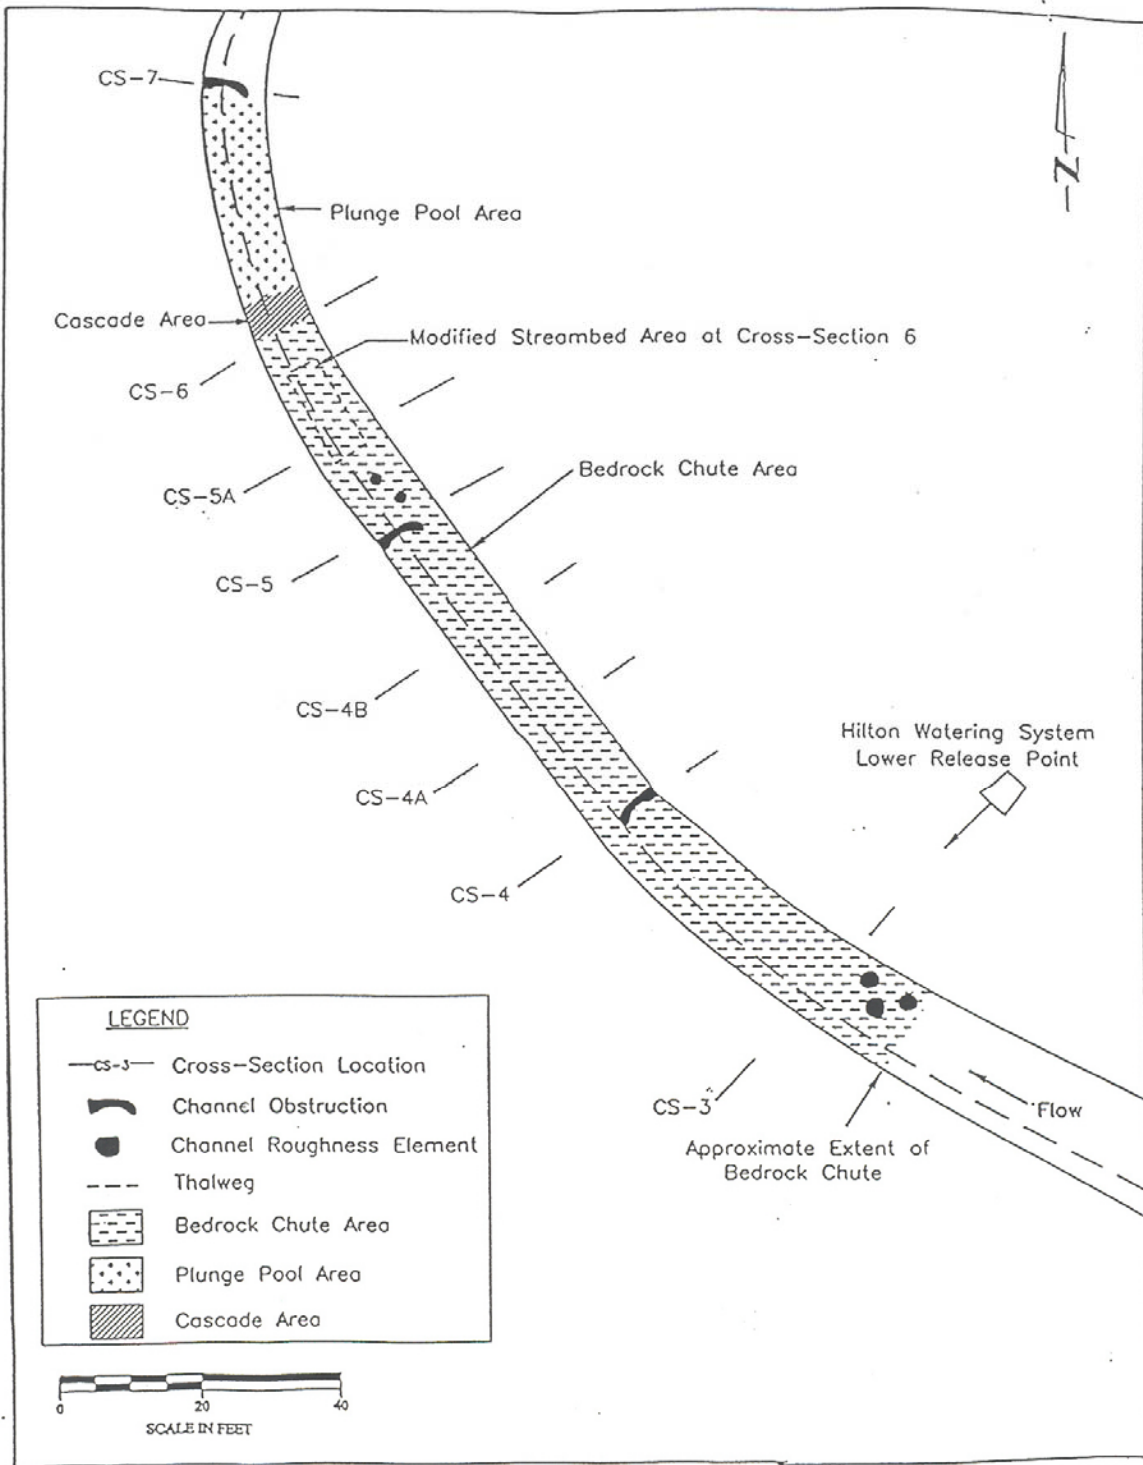 CS-7
N
Plunge Pool Area
Cascade Area
Modified Streambed Area at Cross-Section 6
CS-6
Bedrock Chute Area
CS-5A
CS-5
CS-4B
Hilton Watering System
Lower Release Point
CS-4A
CS-4
LEGEND
CS-3 Cross-Section Location
Channel Obstruction
Channel Roughness Element
Thalweg
Bedrock Chute Area
Plunge Pool Area
Cascade Area
CS-3
Flow
Approximate Extent of
Bedrock Chute
0 20 40
SCALE IN FEET